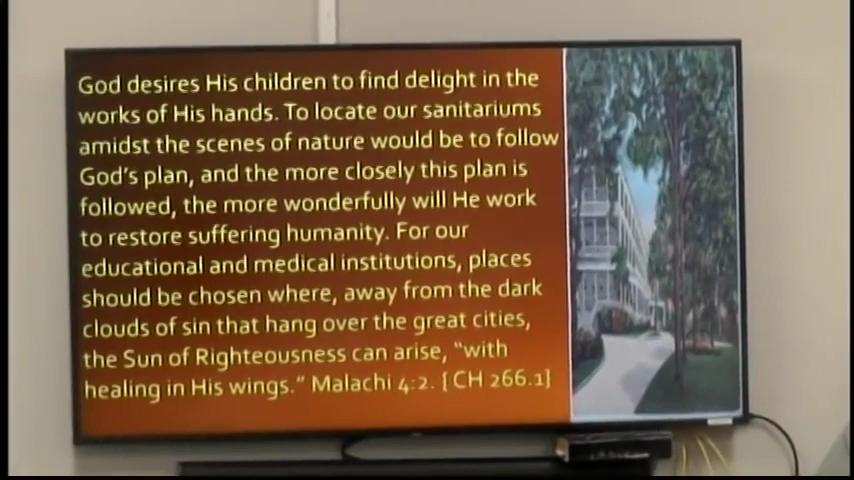 God desires His children to find delight in the
works of His hands. To locate our sanitariums
amidst the scenes of nature would be to follow
God's plan, and the more closely this plan is
followed, the more wonderfully will He work
to restore suffering humanity. For our
educational and medical institutions, places
should be chosen where, away from the dark
clouds of sin that hang over the great cities,
the Sun of Righteousness can arise, "with
healing in His wings." Malachi 4:2. [CH 266.1]